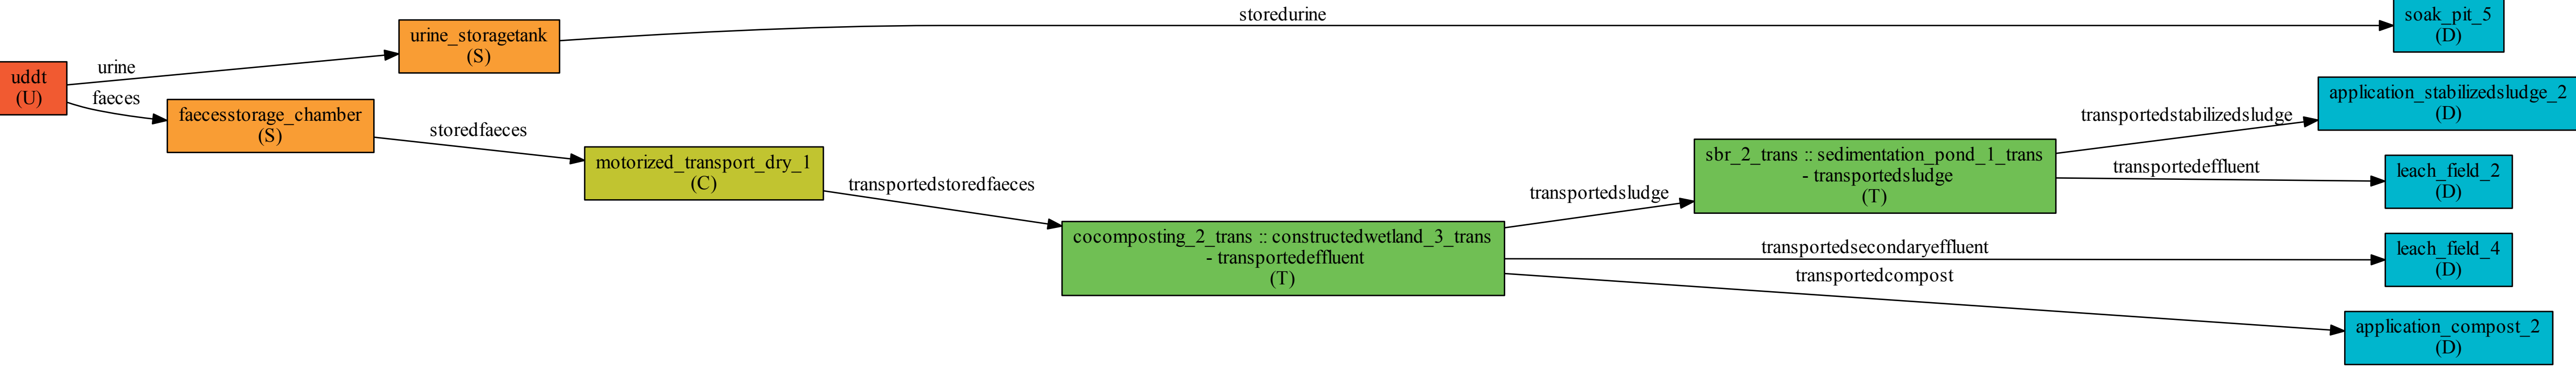 uddt
(U)
urine
faeces
urine_storagetank
(S)
faecesstorage_chamber
(S)
storedurine
storedfaeces
motorized_transport_dry_1
(C)
transportedstoredfaeces
cocomposting_2_trans :: constructedwetland_3_trans
- transportedeffluent
(T)
transportedsludge
sbr_2_trans :: sedimentation_pond_1_trans
- transportedsludge
(T)
transportedsecondaryeffluent
transportedcompost
transportedstabilizedsludge
transportedeffluent
soak_pit_5
(D)
application_stabilizedsludge_2
(D)
leach_field_2
(D)
leach_field_4
(D)
application_compost_2
(D)